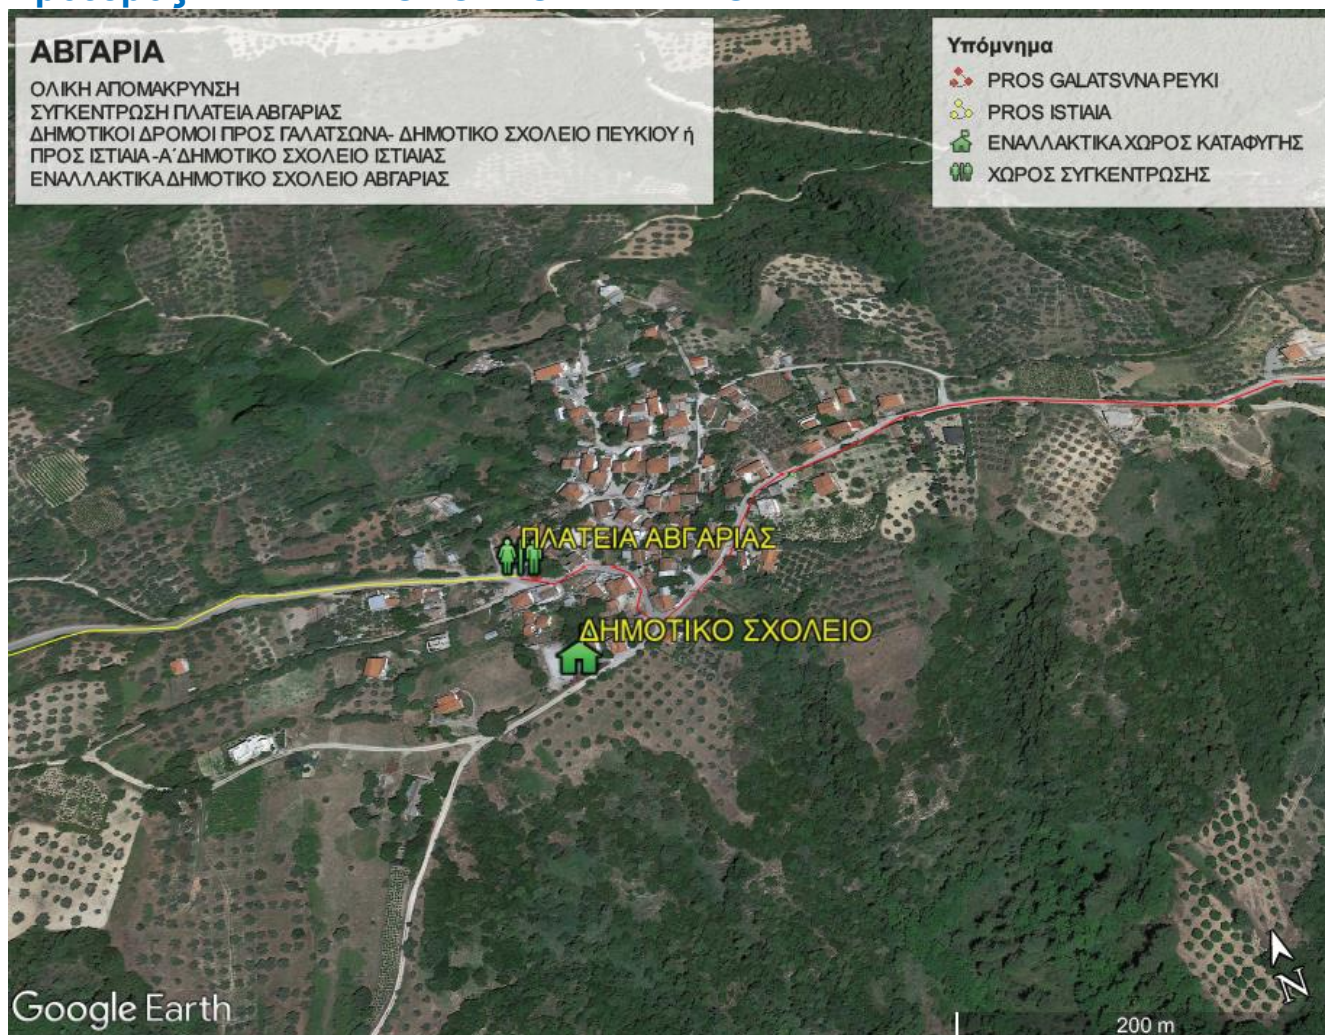 ΑΒΓΑΡΙΑ
ΟΛΙΚΗ ΑΠΟΜΑΚΡΥΝΣΗ
ΣΥΓΚΕΝΤΡΩΣΗ ΠΛΑΤΕΙΑ ΑΒΓΑΡΙΑΣ
ΔΗΜΟΤΙΚΟΙ ΔΡΟΜΟΙ ΠΡΟΣ ΓΑΛΑΤΣΩΝΑ- ΔΗΜΟΤΙΚΟ ΣΧΟΛΕΙΟ ΠΕΥΚΙΟΥ ή
ΠΡΟΣ ΙΣΤΙΑΙΑ -Α΄ΔΗΜΟΤΙΚΟ ΣΧΟΛΕΙΟ ΙΣΤΙΑΙΑΣ
ΕΝΑΛΛΑΚΤΙΚΑ ΔΗΜΟΤΙΚΟ ΣΧΟΛΕΙΟ ΑΒΓΑΡΙΑΣ
Υπόμνημα
PROS GALATSVNA PEYKI
PROS ISTIAIA
ΕΝΑΛΛΑΚΤΙΚΑ ΧΩΡΟΣ ΚΑΤΑΦΥΓΗΣ
ΧΩΡΟΣ ΣΥΓΚΕΝΤΡΩΣΗΣ
ΠΛΑΤΕΙΑ ΑΒΓΑΡΙΑΣ
ΔΗΜΟΤΙΚΟ ΣΧΟΛΕΙΟ
N
Google Earth
200 m